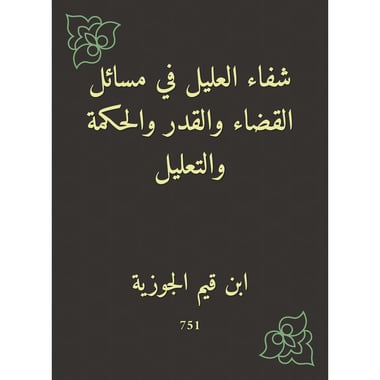 شفاء العليل في مسائل
القضاء والقدر والحكمة
والتعليل
ابن قيم الجوزية
751